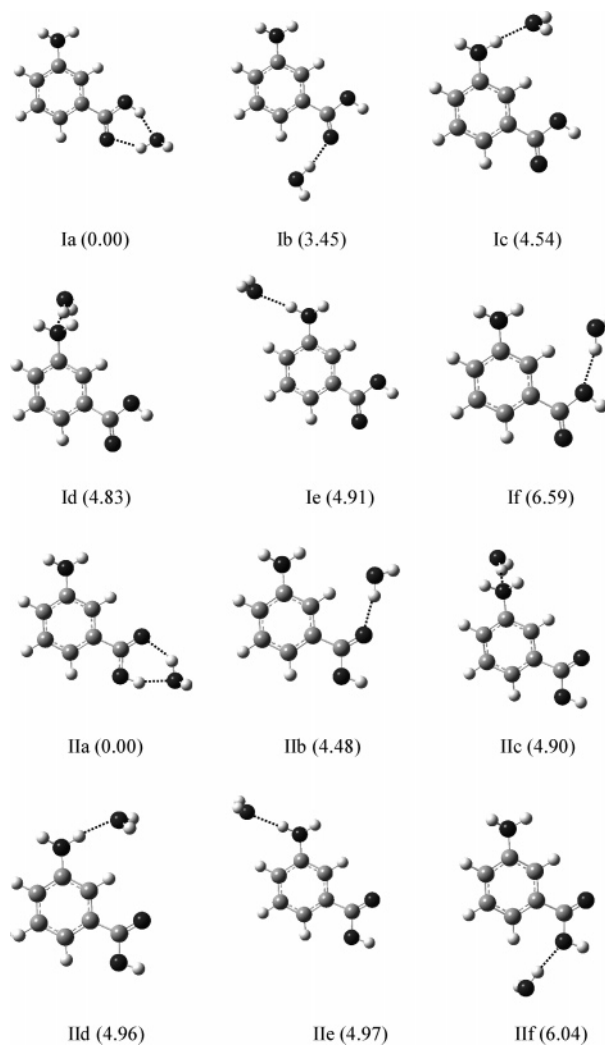 Ia (0.00) Ib (3.45) Ic (4.54)
Id (4.83) Ie (4.91) If (6.59)
IIa (0.00) IIb (4.48) IIc (4.90)
IId (4.96) IIe (4.97) IIf (6.04)